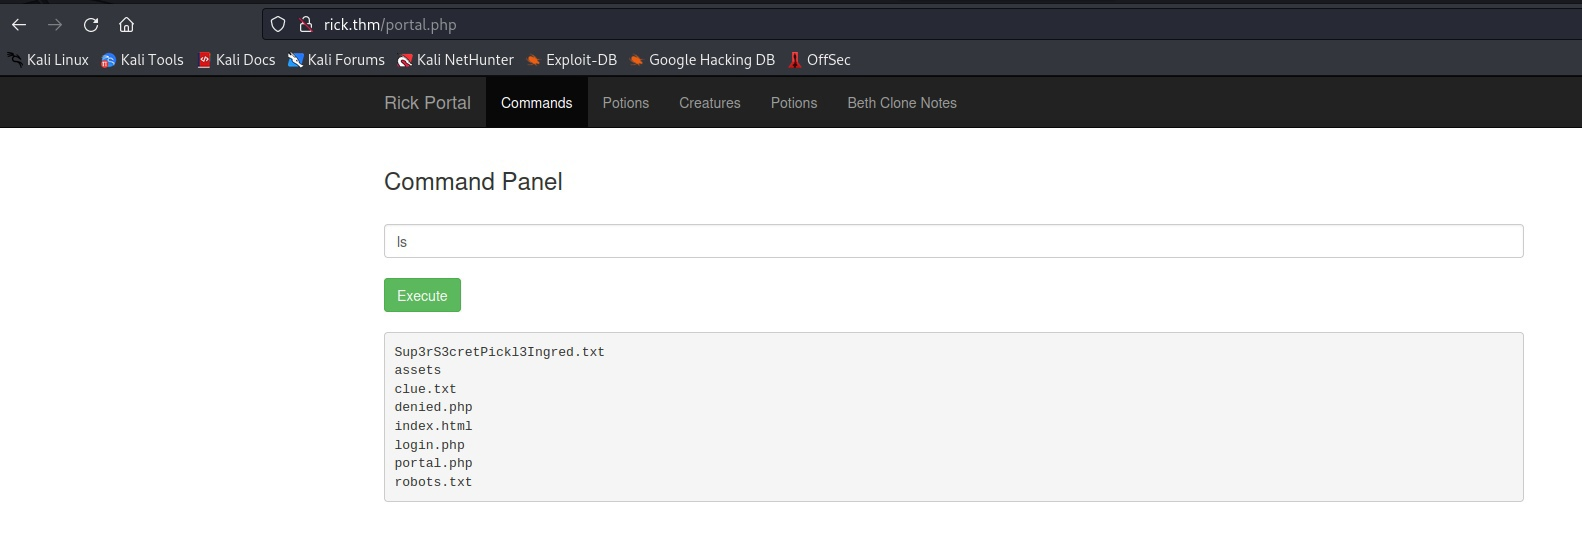 rick.thm/portal.php
Kali Linux Kali Tools Kali Docs Kali Forums Kali NetHunter Exploit-DB Google Hacking DB OffSec
Rick Portal Commands Potions Creatures Potions Beth Clone Notes
Command Panel
ls
Execute
Sup3rS3cretPickl3Ingred.txt
assets
clue.txt
denied.php
index.html
login.php
portal.php
robots.txt